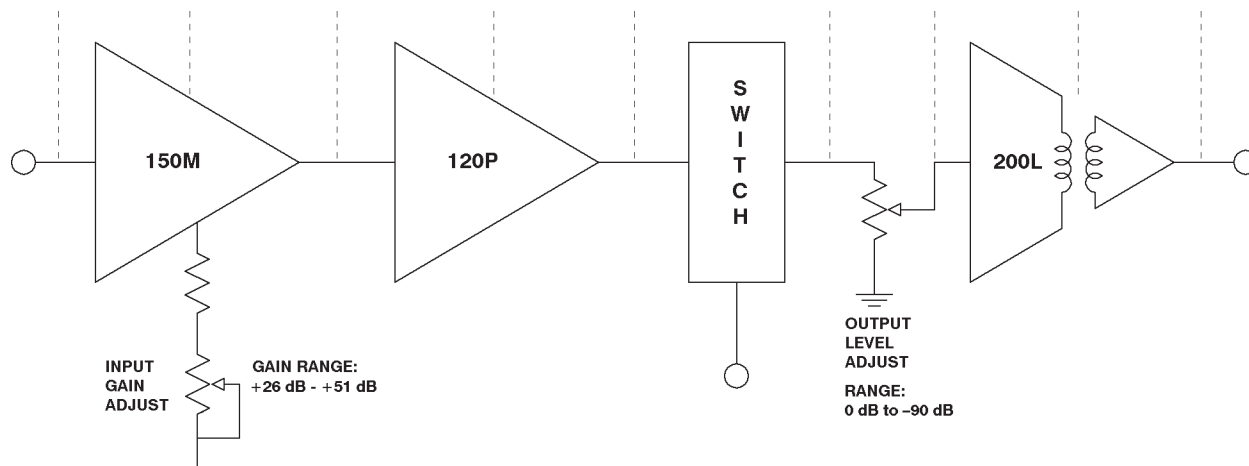 150M
120P
S
W
I
T
C
H
200L
INPUT
GAIN
ADJUST
GAIN RANGE:
+26 dB - +51 dB
OUTPUT
LEVEL
ADJUST
RANGE:
0 dB to –90 dB